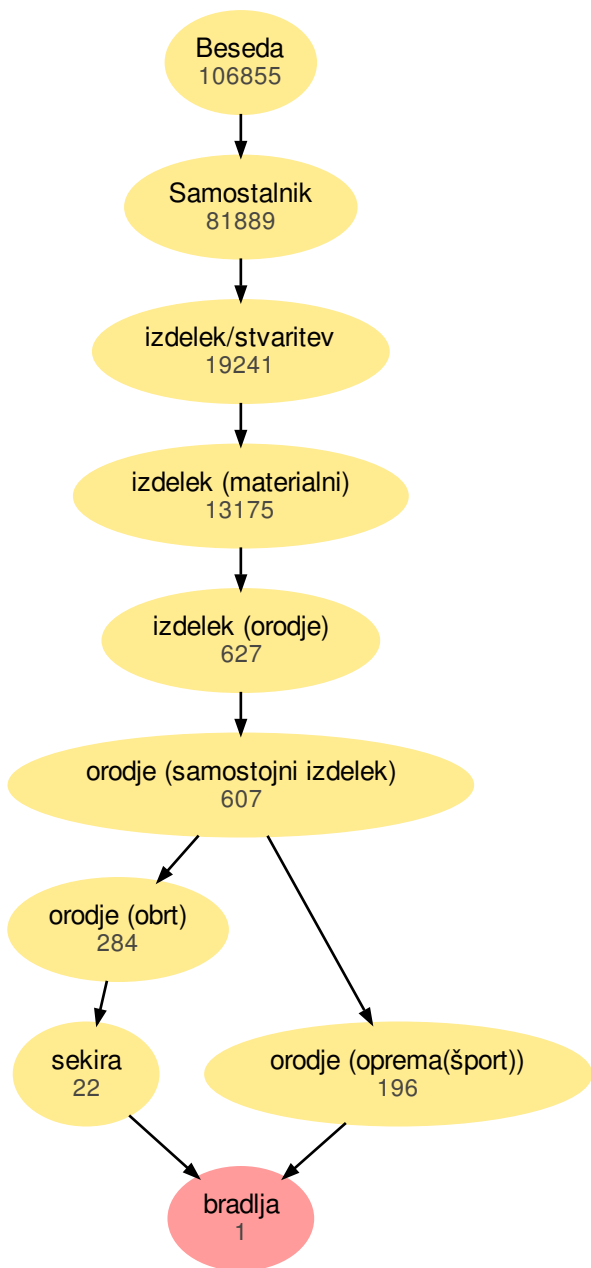 Beseda
106855
Samostalnik
81889
izdelek/stvaritev
19241
izdelek (materialni)
13175
izdelek (orodje)
627
orodje (samostojni izdelek)
607
orodje (obrt)
284
sekira
22
orodje (oprema(šport))
196
bradlja
1